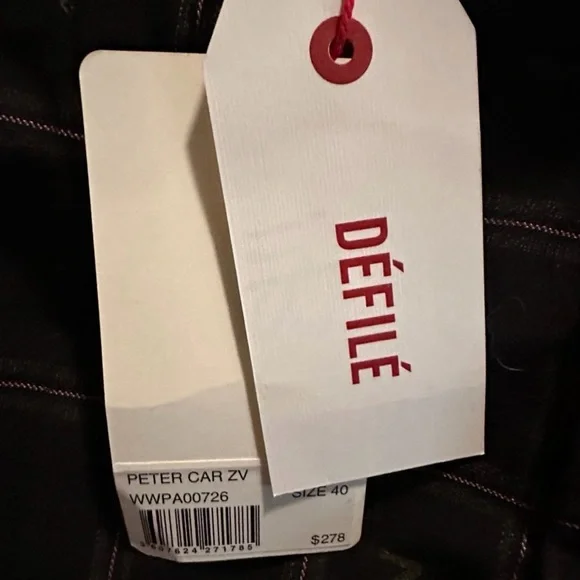 DÉFILÉ
PETER CAR ZV
WWPA00726
SIZE 40
$278